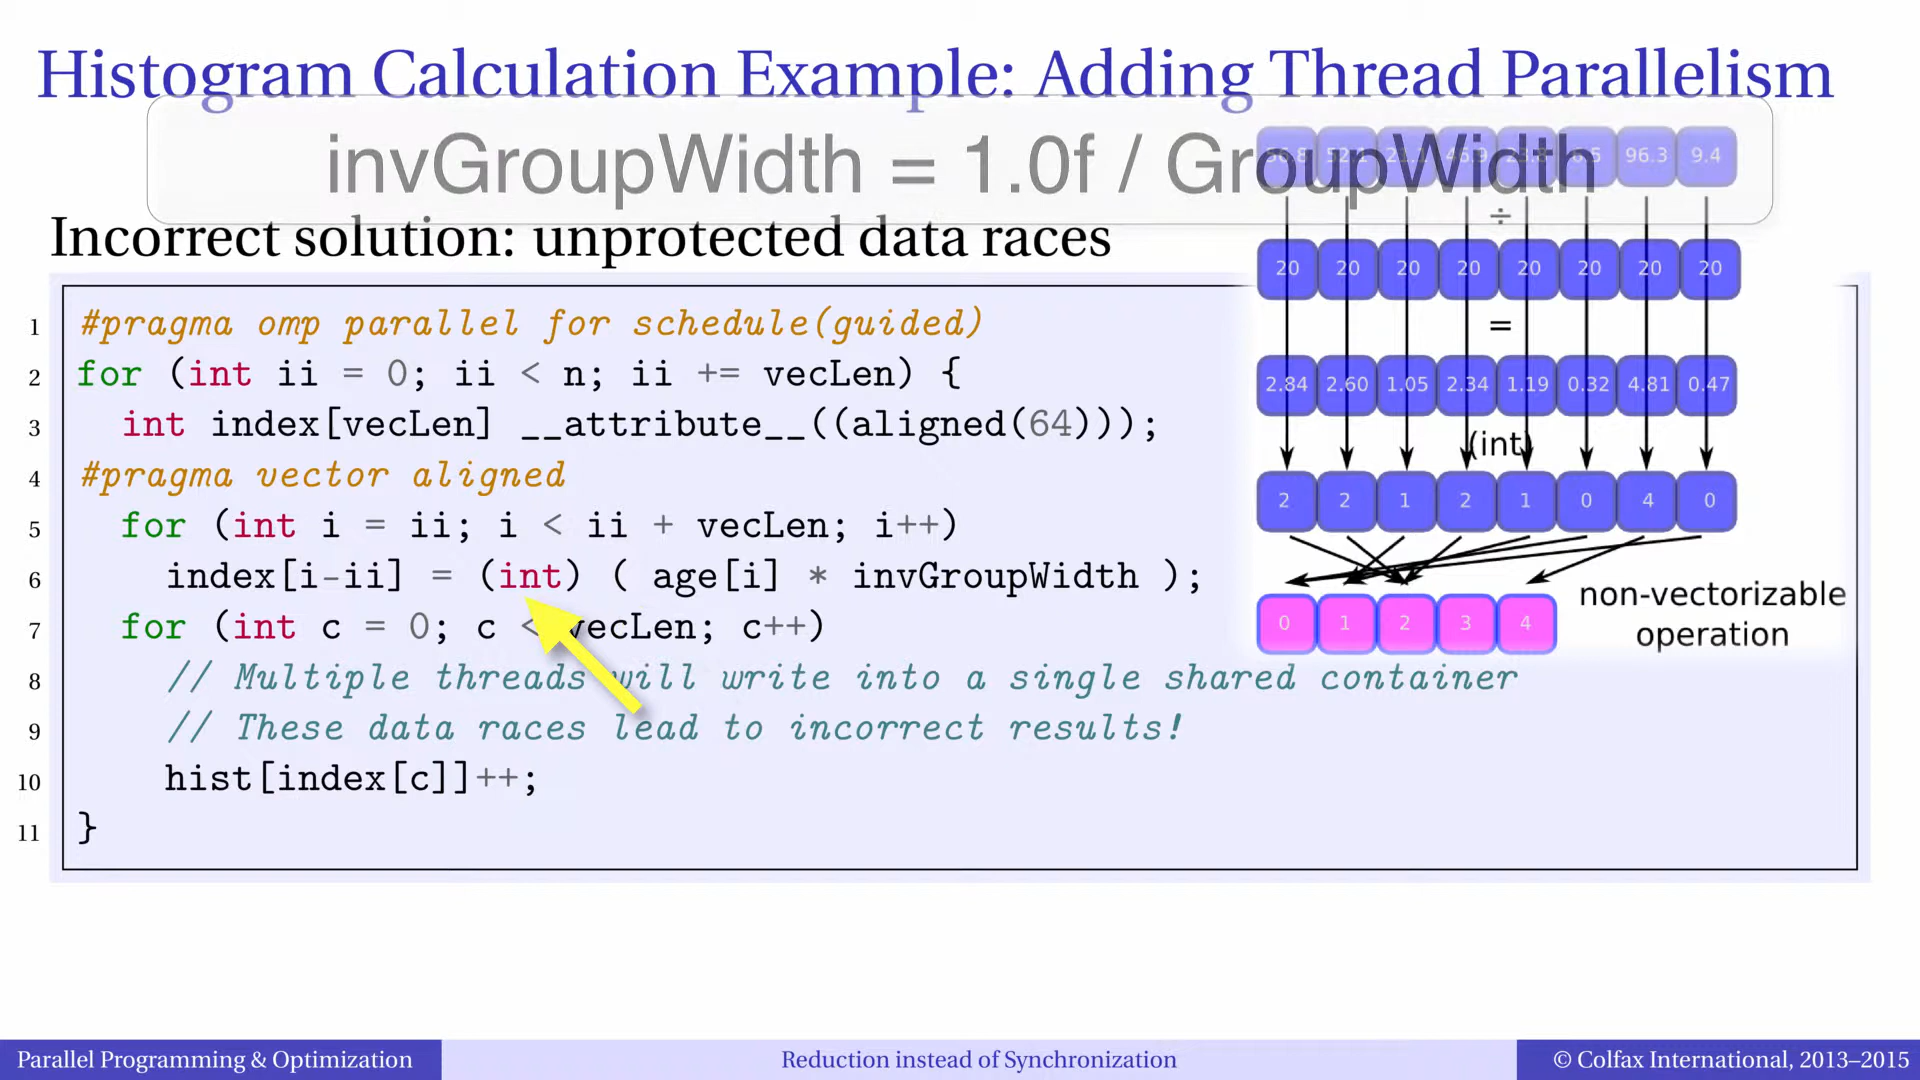 Histogram Calculation Example: Adding Thread Parallelism
invGroupWidth = 1.0f / GroupWidth
Incorrect solution: unprotected data races
1 #pragma omp parallel for schedule(guided)
2 for (int ii = 0; ii < n; ii += vecLen) {
3 int index[vecLen] __attribute__((aligned(64)));
4 #pragma vector aligned
5 for (int i = ii; i < ii + vecLen; i++)
6 index[i-ii] = (int) ( age[i] * invGroupWidth );
7 for (int c = 0; c < vecLen; c++)
8 // Multiple threads will write into a single shared container
9 // These data races lead to incorrect results!
10 hist[index[c]]++;
11 }
96.3 9.4
÷
20 20 20 20 20 20 20 20
=
2.84 2.60 1.05 2.34 1.19 0.32 4.81 0.47
(int)
2 2 1 2 1 0 4 0
0 1 2 3 4
non-vectorizable
operation
Parallel Programming & Optimization
Reduction instead of Synchronization
© Colfax International, 2013–2015